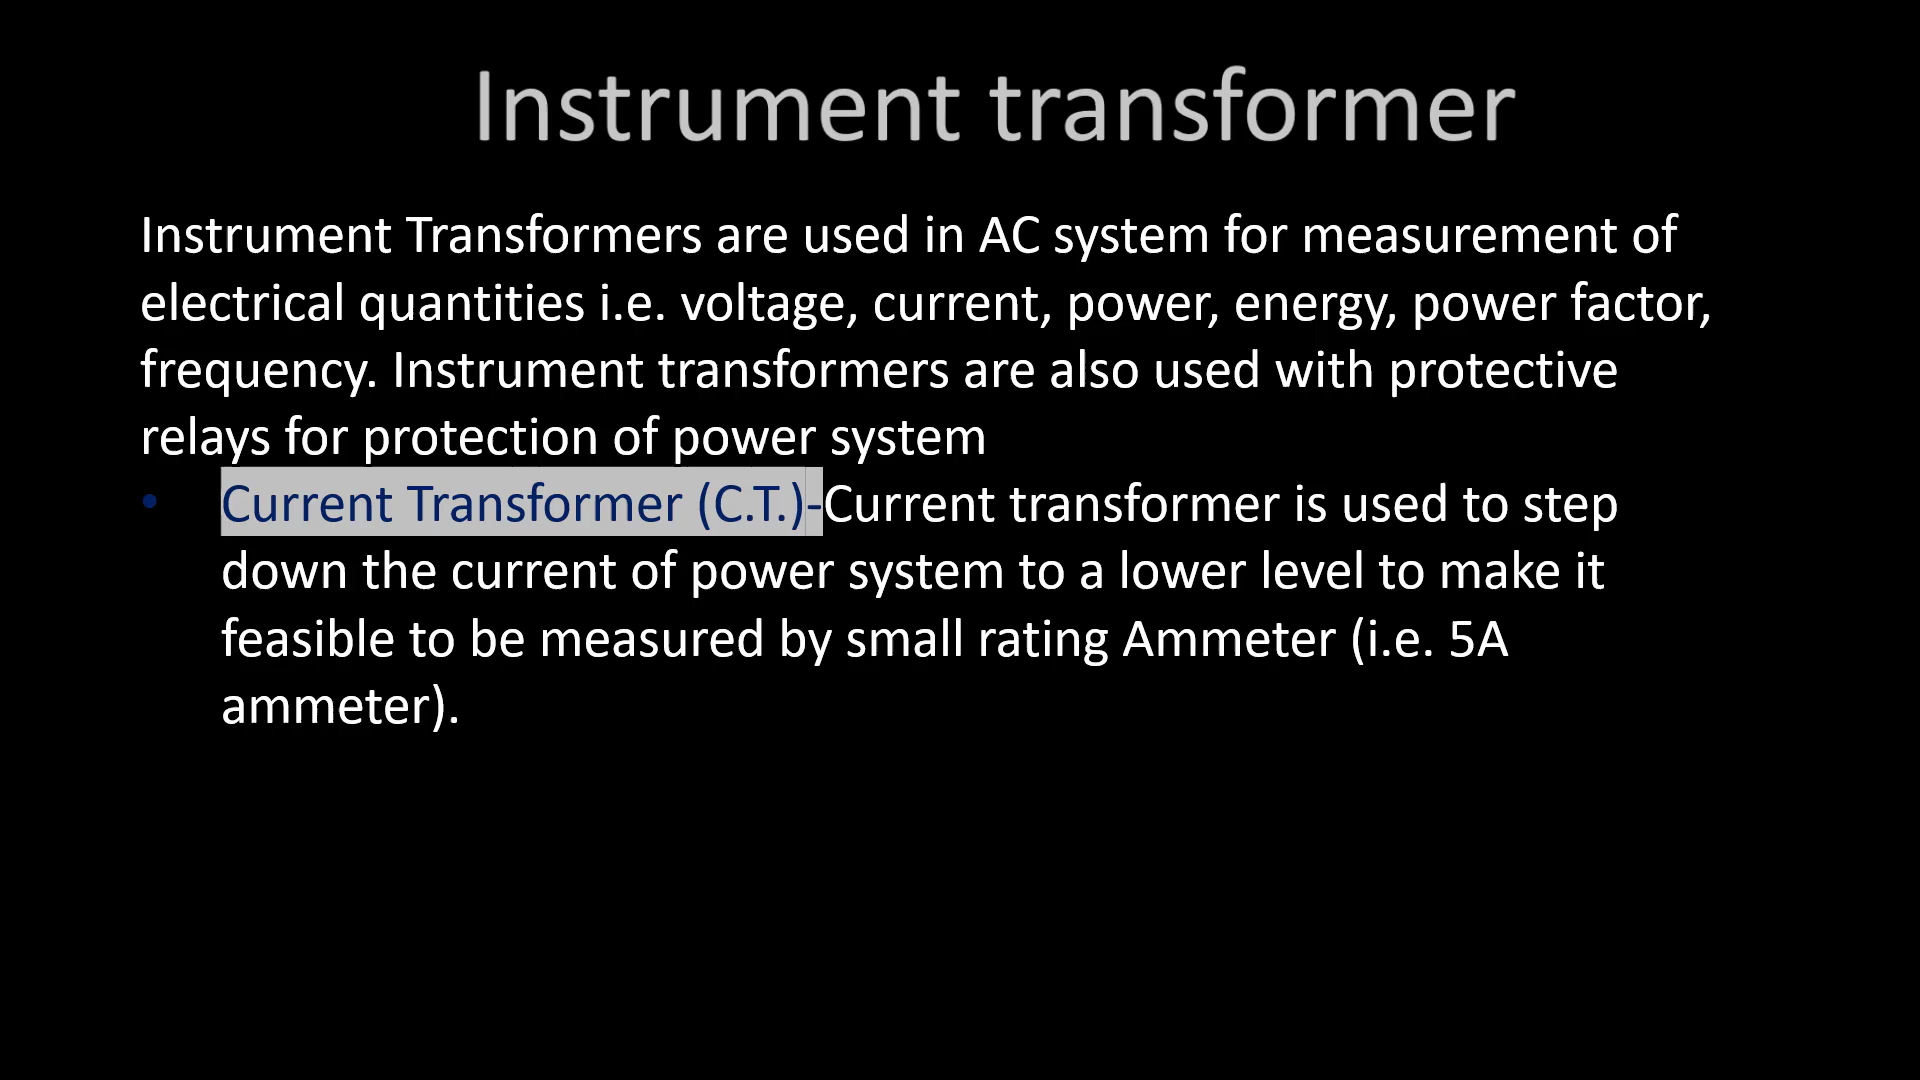 Instrument transformer
Instrument Transformers are used in AC system for measurement of
electrical quantities i.e. voltage, current, power, energy, power factor,
frequency. Instrument transformers are also used with protective
relays for protection of power system
• Current Transformer (C.T.)-Current transformer is used to step
down the current of power system to a lower level to make it
feasible to be measured by small rating Ammeter (i.e. 5A
ammeter).